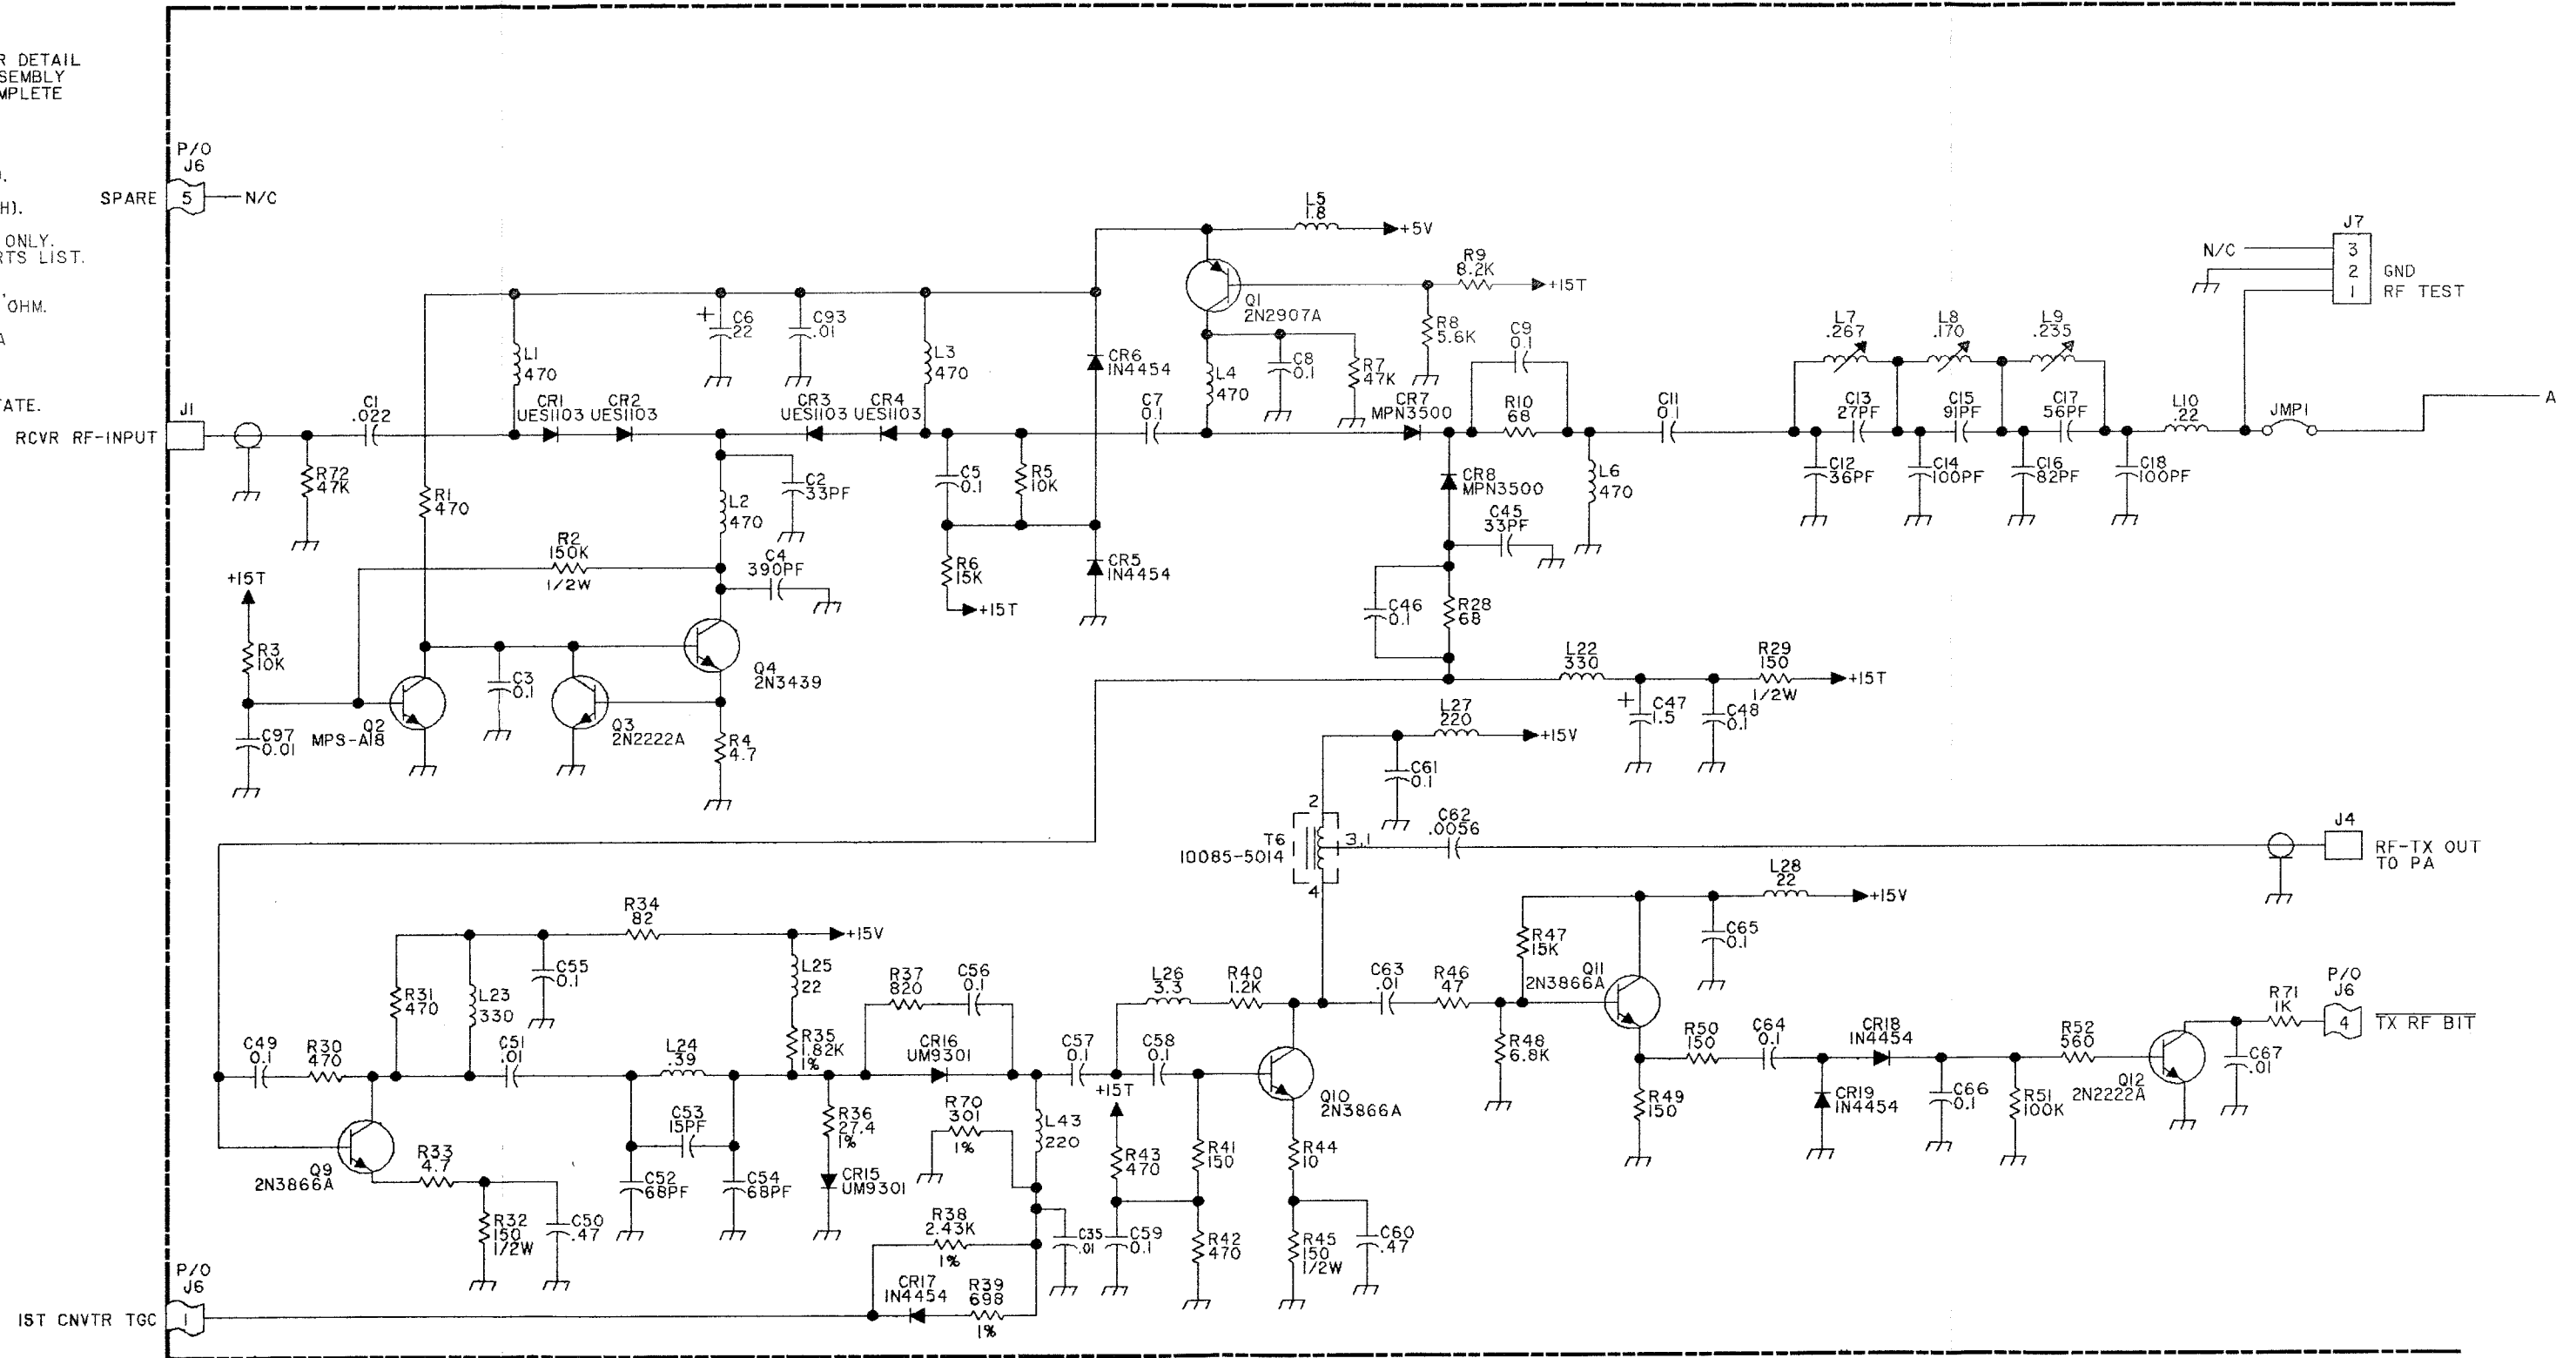 R DETAIL
SEMBLY
MPLETE
).
H).
ONLY.
RTS LIST.
OHM.
A
TATE.
P/O
J6
SPARE 5 N/C
L5
1.8
+5V
J7
N/C 3
2 GND
1 RF TEST
R9
8.2K
+15T
Q1
2N2907A
C6
+ 22
C93
.01
L1
470
L3
470
CR6
1N4454
L4
470
C8
0.1
R7
47K
R8
5.6K
C9
0.1
L7
.267
L8
.170
L9
.235
J1
RCVR RF-INPUT
C1
.022
CR1
UES1103
CR2
UES1103
CR3
UES1103
CR4
UES1103
C7
0.1
CR7
MPN3500
R10
68
C11
0.1
C13
27PF
C15
91PF
C17
56PF
L10
.22
JMP1
A
R72
47K
R1
470
L2
470
C2
33PF
C5
0.1
R5
10K
CR8
MPN3500
L6
470
C12
36PF
C14
100PF
C16
82PF
C18
100PF
C45
33PF
R2
150K
1/2W
C4
390PF
R6
15K
+15T
CR5
1N4454
+15T
C46
0.1
R28
68
R3
10K
Q4
2N3439
C3
0.1
L22
330
R29
150
1/2W
+15T
C97
0.01
Q2
MPS-A18
Q3
2N2222A
R4
4.7
L27
220
+15V
+ C47
1.5
C48
0.1
C61
0.1
2
T6
10085-5014
3,1
4
C62
.0056
J4
RF-TX OUT
TO PA
L28
22
+15V
R34
82
+15V
R47
15K
C65
0.1
R31
470
L23
330
C55
0.1
L25
22
R37
820
C56
0.1
L26
3.3
R40
1.2K
C63
.01
R46
47
Q11
2N3866A
P/O
J6
R71
1K
4 TX RF BIT
C49
0.1
R30
470
C51
.01
L24
.39
R35
1.82K
1%
CR16
UM9301
C57
0.1
C58
0.1
R48
6.8K
R50
150
C64
0.1
CR18
1N4454
R52
560
C67
.01
+15T
Q10
2N3866A
R49
150
CR19
1N4454
C66
0.1
R51
100K
Q12
2N2222A
C53
15PF
R36
27.4
1%
R70
301
1%
L43
220
R43
470
R41
150
R44
10
Q9
2N3866A
R33
4.7
C52
68PF
C54
68PF
CR15
UM9301
R32
150
1/2W
C50
.47
R38
2.43K
1%
C35
.01
C59
0.1
R42
470
R45
150
1/2W
C60
.47
P/O
J6
CR17
1N4454
R39
698
1%
1ST CNVTR TGC 1